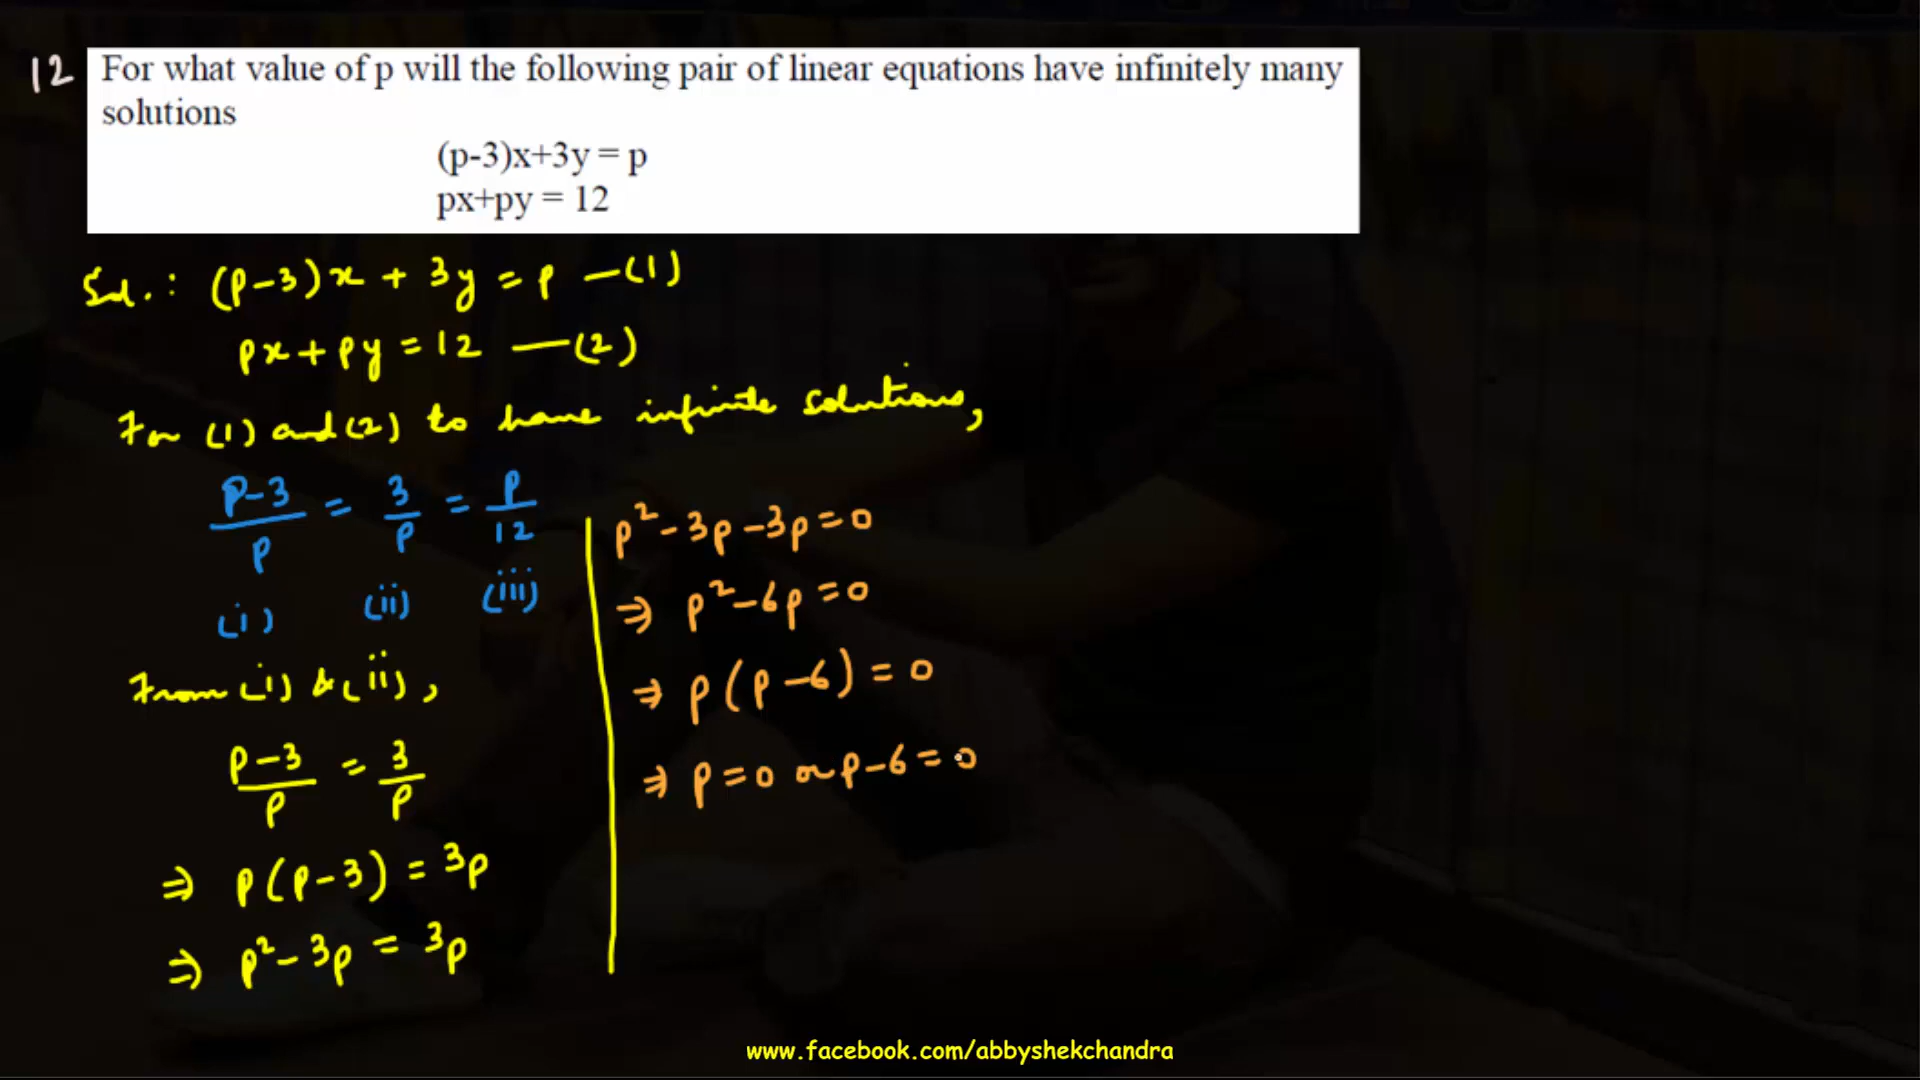 12 For what value of p will the following pair of linear equations have infinitely many
solutions
(p-3)x+3y = p
px+py = 12
Sol. : (p-3)x + 3y = p —(1)
px + py = 12 —(2)
For (1) and (2) to have infinite solutions,
(p-3)/p = 3/p = p/12
(i) (ii) (iii)
From (i) & (ii),
(p-3)/p = 3/p
⇒ p(p-3) = 3p
⇒ p² - 3p = 3p
p² - 3p - 3p = 0
⇒ p² - 6p = 0
⇒ p(p-6) = 0
⇒ p = 0 or p - 6 = 0
www.facebook.com/abbyshekchandra